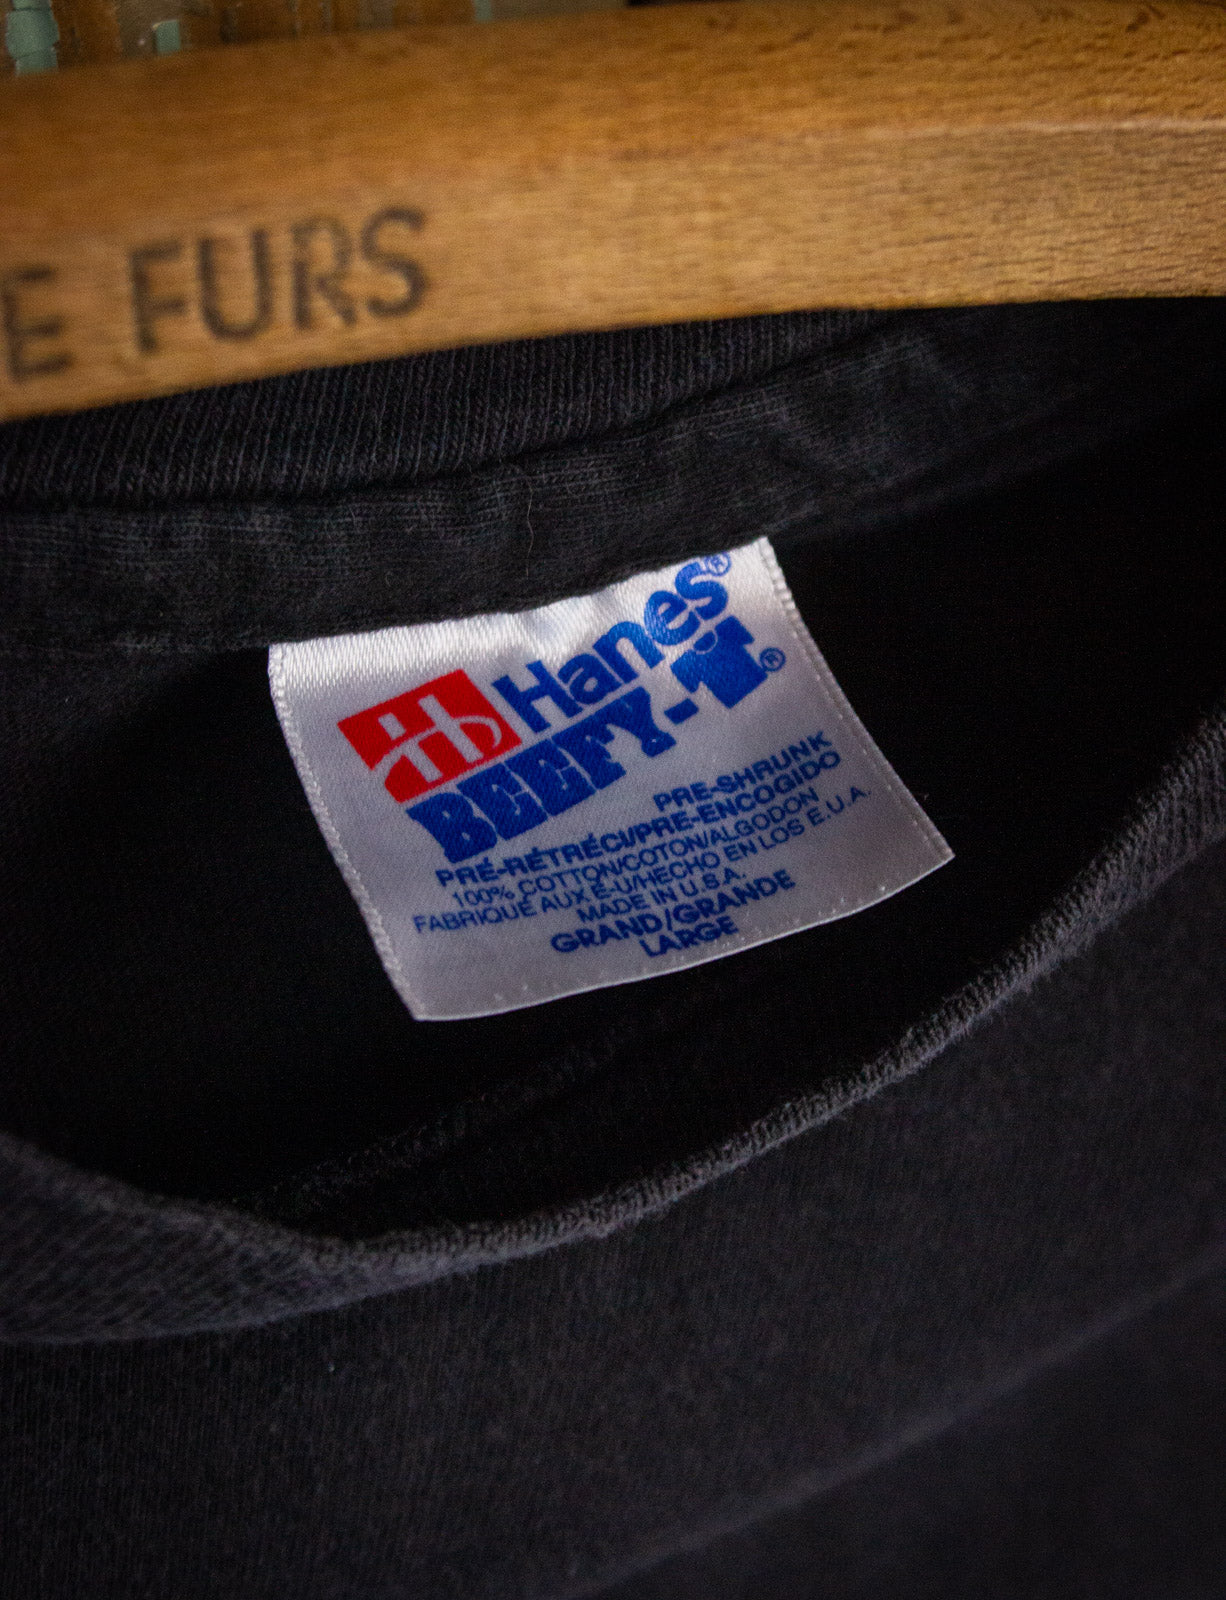 E FURS
Hanes®
BEEFY-T®
PRE-SHRUNK
PRÉ-RÉTRÉCI/PRE-ENCOGIDO
100% COTTON/COTON/ALGODON
FABRIQUÉ AUX É-U/HECHO EN LOS E.U.A.
MADE IN U.S.A.
GRAND/GRANDE
LARGE